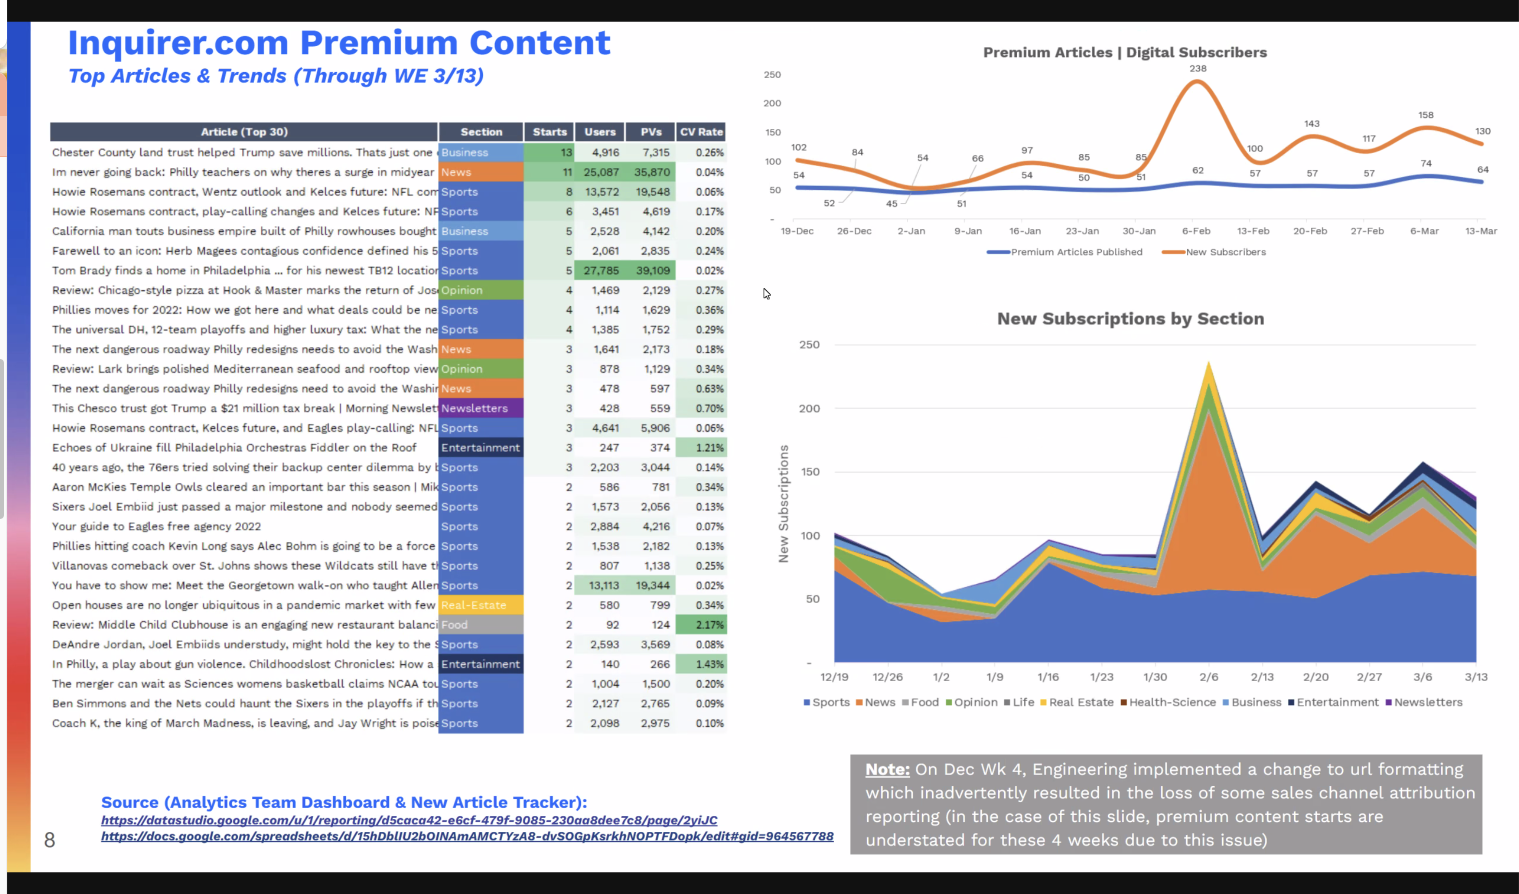 Inquirer.com Premium Content
Top Articles & Trends (Through WE 3/13)
Article (Top 30) Section Starts Users PVs CV Rate
Chester County land trust helped Trump save millions. Thats just one Business 13 4,916 7,315 0.26%
Im never going back: Philly teachers on why theres a surge in midyear News 11 25,087 35,870 0.04%
Howie Rosemans contract, Wentz outlook and Kelces future: NFL com Sports 8 13,572 19,548 0.06%
Howie Rosemans contract, play-calling changes and Kelces future: NF Sports 6 3,451 4,619 0.17%
California man touts business empire built of Philly rowhouses bought Business 5 2,528 4,142 0.20%
Farewell to an icon: Herb Magees contagious confidence defined his 5 Sports 5 2,061 2,835 0.24%
Tom Brady finds a home in Philadelphia ... for his newest TB12 location Sports 5 27,785 39,109 0.02%
Review: Chicago-style pizza at Hook & Master marks the return of Jos Opinion 4 1,469 2,129 0.27%
Phillies moves for 2022: How we got here and what deals could be ne Sports 4 1,114 1,629 0.36%
The universal DH, 12-team playoffs and higher luxury tax: What the ne Sports 4 1,385 1,752 0.29%
The next dangerous roadway Philly redesigns needs to avoid the Wash News 3 1,641 2,173 0.18%
Review: Lark brings polished Mediterranean seafood and rooftop view Opinion 3 878 1,129 0.34%
The next dangerous roadway Philly redesigns need to avoid the Washi News 3 478 597 0.63%
This Chesco trust got Trump a $21 million tax break | Morning Newslet Newsletters 3 428 559 0.70%
Howie Rosemans contract, Kelces future, and Eagles play-calling: NFL Sports 3 4,641 5,906 0.06%
Echoes of Ukraine fill Philadelphia Orchestras Fiddler on the Roof Entertainment 3 247 374 1.21%
40 years ago, the 76ers tried solving their backup center dilemma by b Sports 3 2,203 3,044 0.14%
Aaron McKies Temple Owls cleared an important bar this season | Mik Sports 2 586 781 0.34%
Sixers Joel Embiid just passed a major milestone and nobody seemed Sports 2 1,573 2,056 0.13%
Your guide to Eagles free agency 2022 Sports 2 2,884 4,216 0.07%
Phillies hitting coach Kevin Long says Alec Bohm is going to be a force Sports 2 1,538 2,182 0.13%
Villanovas comeback over St. Johns shows these Wildcats still have th Sports 2 807 1,138 0.25%
You have to show me: Meet the Georgetown walk-on who taught Allen Sports 2 13,113 19,344 0.02%
Open houses are no longer ubiquitous in a pandemic market with few Real-Estate 2 580 799 0.34%
Review: Middle Child Clubhouse is an engaging new restaurant balanci Food 2 92 124 2.17%
DeAndre Jordan, Joel Embiids understudy, might hold the key to the S Sports 2 2,593 3,569 0.08%
In Philly, a play about gun violence. Childhoodslost Chronicles: How a Entertainment 2 140 266 1.43%
The merger can wait as Sciences womens basketball claims NCAA tou Sports 2 1,004 1,500 0.20%
Ben Simmons and the Nets could haunt the Sixers in the playoffs if th Sports 2 2,127 2,765 0.09%
Coach K, the king of March Madness, is leaving, and Jay Wright is poise Sports 2 2,098 2,975 0.10%
Source (Analytics Team Dashboard & New Article Tracker):
https://datastudio.google.com/u/1/reporting/d5caca42-e6cf-479f-9085-230aa8dee7c8/page/2yiJC
https://docs.google.com/spreadsheets/d/15hDblIU2bOINAmAMCTYzA8-dvSOGpKsrkhNOPTFDopk/edit#gid=964567788
8
Premium Articles | Digital Subscribers
250
200
150
100
50
-
102 84 54 66 97 85 85 238 100 143 117 158 130
54 52 45 51 54 50 51 62 57 57 57 74 64
19-Dec 26-Dec 2-Jan 9-Jan 16-Jan 23-Jan 30-Jan 6-Feb 13-Feb 20-Feb 27-Feb 6-Mar 13-Mar
Premium Articles Published New Subscribers
New Subscriptions by Section
New Subscriptions
250
200
150
100
50
-
12/19 12/26 1/2 1/9 1/16 1/23 1/30 2/6 2/13 2/20 2/27 3/6 3/13
Sports News Food Opinion Life Real Estate Health-Science Business Entertainment Newsletters
Note: On Dec Wk 4, Engineering implemented a change to url formatting
which inadvertently resulted in the loss of some sales channel attribution
reporting (in the case of this slide, premium content starts are
understated for these 4 weeks due to this issue)